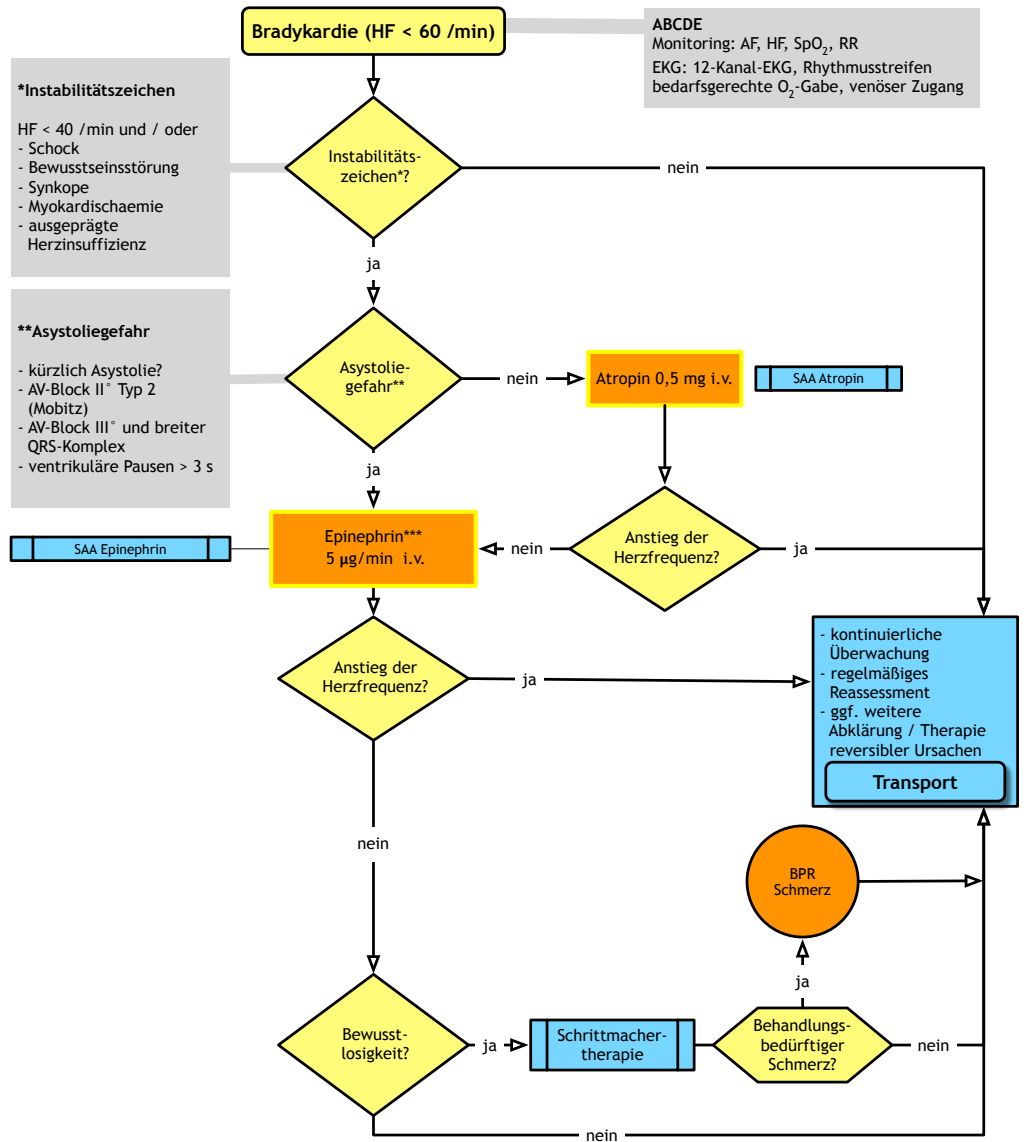 Bradykardie (HF < 60 /min)
ABCDE
Monitoring: AF, HF, SpO₂, RR
EKG: 12-Kanal-EKG, Rhythmusstreifen
bedarfsgerechte O₂-Gabe, venöser Zugang
*Instabilitätszeichen
HF < 40 /min und / oder
- Schock
- Bewusstseinsstörung
- Synkope
- Myokardischaemie
- ausgeprägte
Herzinsuffizienz
Instabilitäts-
zeichen*?
nein
ja
**Asystoliegefahr
- kürzlich Asystolie?
- AV-Block II° Typ 2
(Mobitz)
- AV-Block III° und breiter
QRS-Komplex
- ventrikuläre Pausen > 3 s
Asystolie-
gefahr**
nein
Atropin 0,5 mg i.v.
SAA Atropin
ja
SAA Epinephrin
Epinephrin***
5 µg/min i.v.
nein
Anstieg der
Herzfrequenz?
ja
Anstieg der
Herzfrequenz?
ja
- kontinuierliche
Überwachung
- regelmäßiges
Reassessment
- ggf. weitere
Abklärung / Therapie
reversibler Ursachen
Transport
nein
BPR
Schmerz
ja
Bewusst-
losigkeit?
ja
Schrittmacher-
therapie
Behandlungs-
bedürftiger
Schmerz?
nein
nein